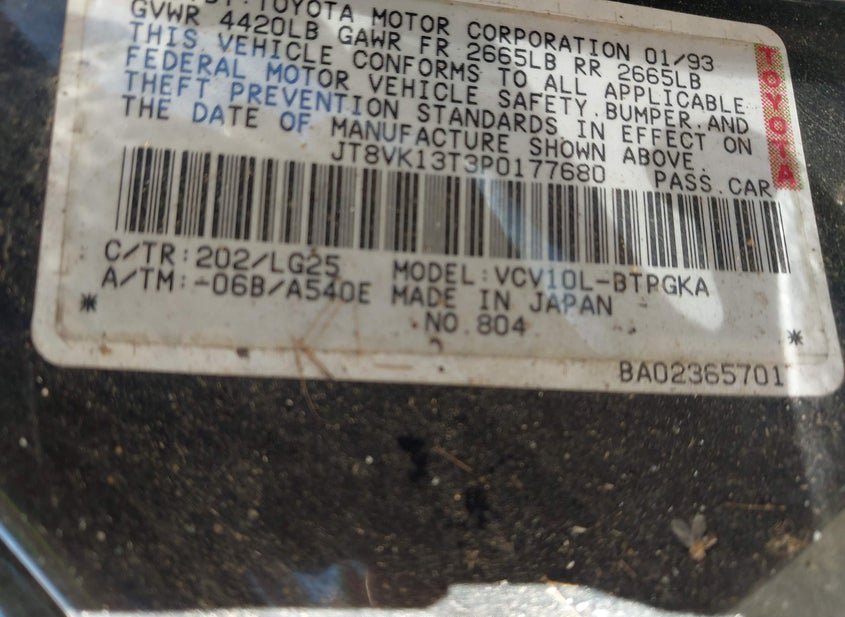 TOYOTA MOTOR CORPORATION 01/93
GVWR 4420LB GAWR FR 2665LB RR 2665LB
THIS VEHICLE CONFORMS TO ALL APPLICABLE
FEDERAL MOTOR VEHICLE SAFETY, BUMPER, AND
THEFT PREVENTION STANDARDS IN EFFECT ON
THE DATE OF MANUFACTURE SHOWN ABOVE.
JT8VK13T3P0177680 PASS. CAR
TOYOTA
C/TR:202/LG25 MODEL:VCV10L-BTPGKA
A/TM:-06B/A540E MADE IN JAPAN
NO.804
* *
BA02365701